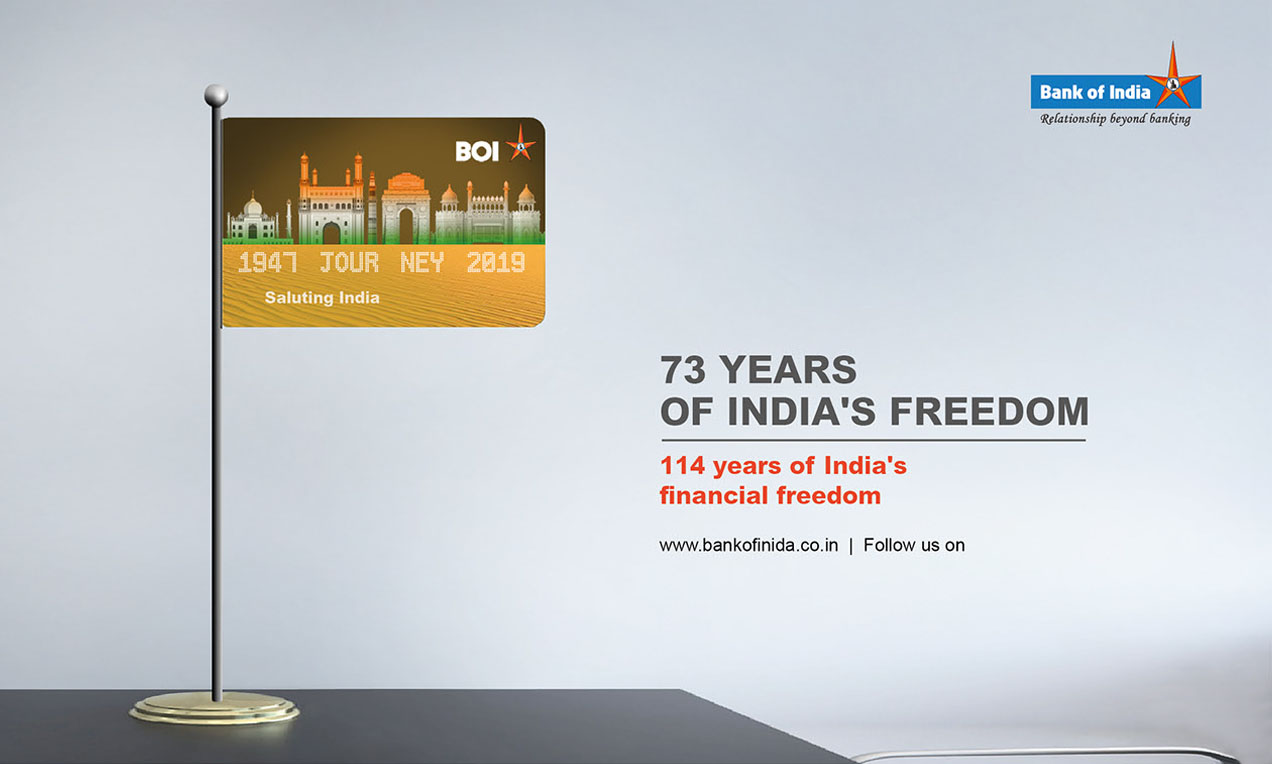 Bank of India
Relationship beyond banking
BOI
1947 JOUR NEY 2019
Saluting India
73 YEARS
OF INDIA'S FREEDOM
114 years of India's
financial freedom
www.bankofinida.co.in | Follow us on